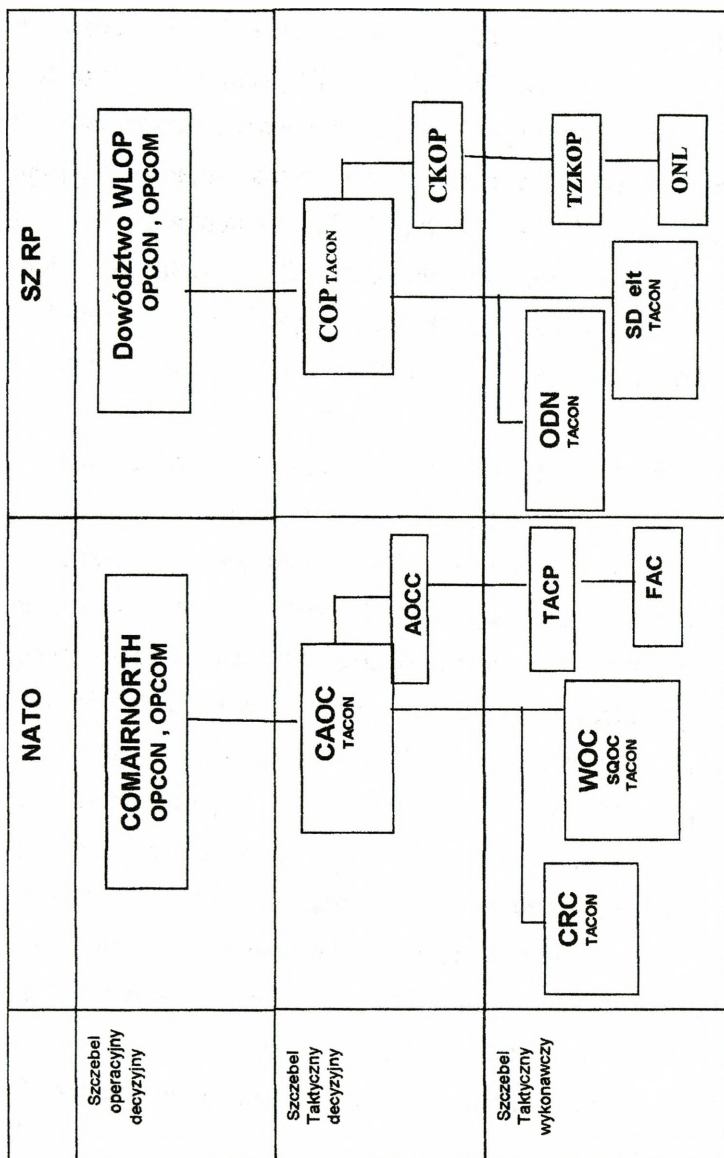 NATO
SZ RP
Szczebel
operacyjny
decyzyjny
COMAIRNORTH
OPCON , OPCOM
Dowództwo WLOP
OPCON , OPCOM
Szczebel
Taktyczny
decyzyjny
CAOC
TACON
AOCC
COP TACON
CKOP
Szczebel
Taktyczny
wykonawczy
CRC
TACON
WOC
SQOC
TACON
TACP
FAC
ODN
TACON
SD elt
TACON
TZKOP
ONL